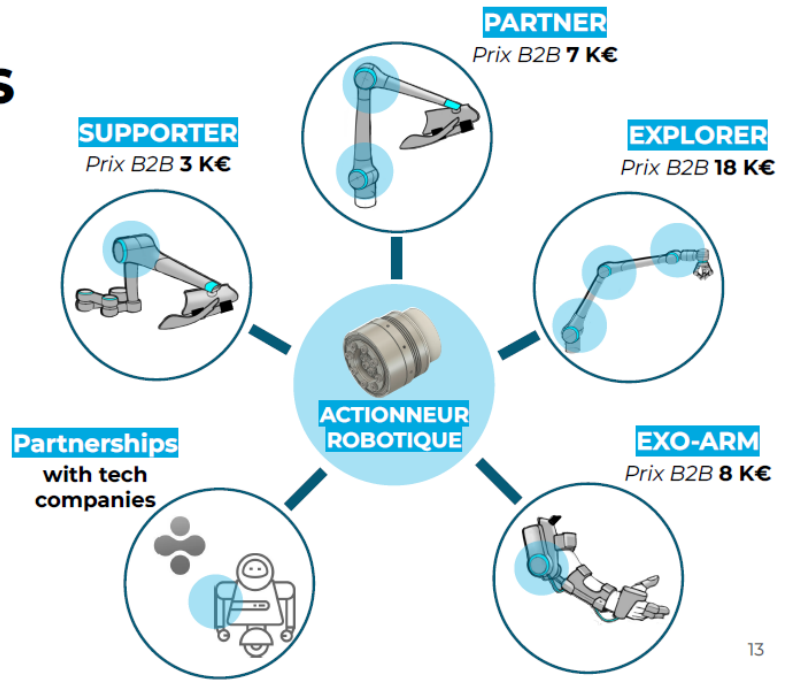 s
PARTNER
Prix B2B 7 K€
SUPPORTER
Prix B2B 3 K€
EXPLORER
Prix B2B 18 K€
ACTIONNEUR
ROBOTIQUE
Partnerships
with tech
companies
EXO-ARM
Prix B2B 8 K€
13